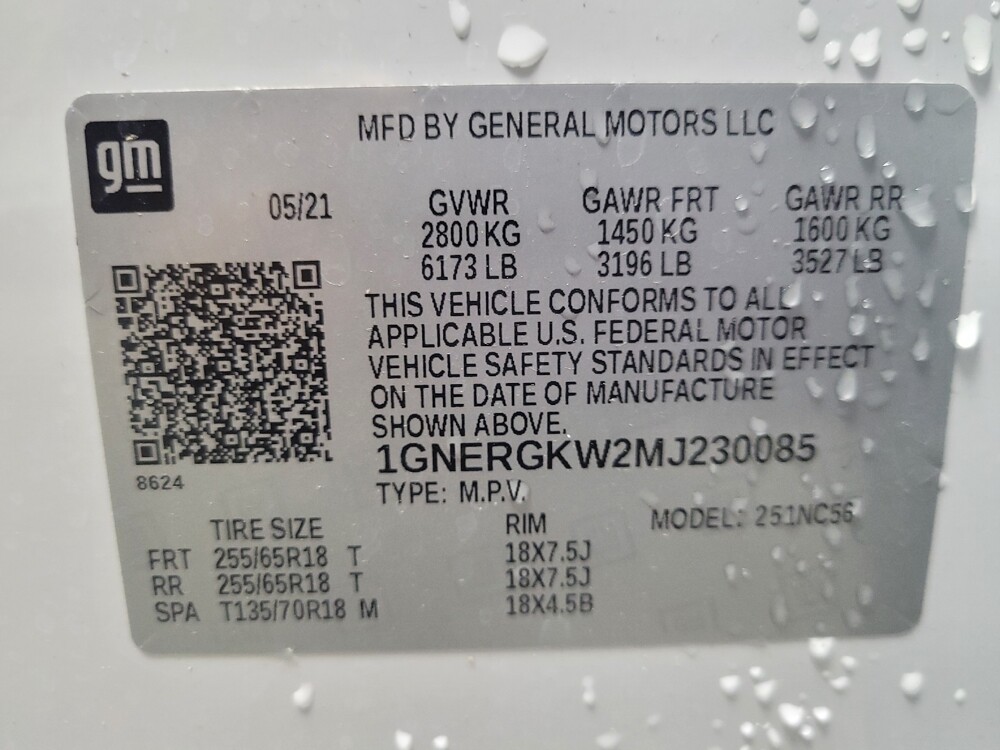 gm
MFD BY GENERAL MOTORS LLC
05/21 GVWR GAWR FRT GAWR RR
2800 KG 1450 KG 1600 KG
6173 LB 3196 LB 3527 LB
THIS VEHICLE CONFORMS TO ALL
APPLICABLE U.S. FEDERAL MOTOR
VEHICLE SAFETY STANDARDS IN EFFECT
ON THE DATE OF MANUFACTURE
SHOWN ABOVE.
1GNERGKW2MJ230085
8624
TYPE: M.P.V.
MODEL: 251NC56
TIRE SIZE RIM
FRT 255/65R18 T 18X7.5J
RR 255/65R18 T 18X7.5J
SPA T135/70R18 M 18X4.5B